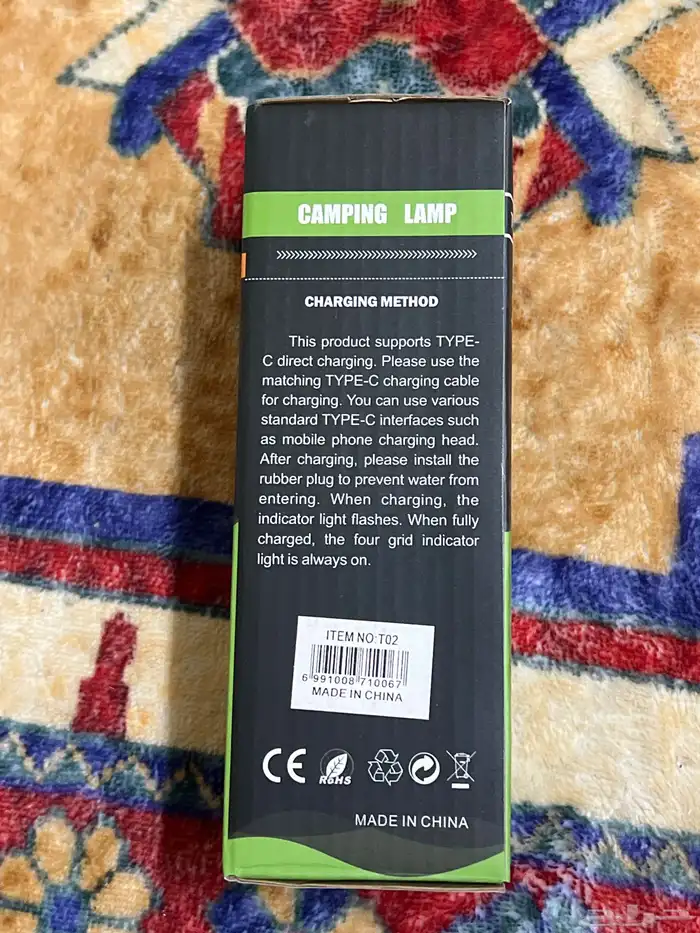 CAMPING LAMP
CHARGING METHOD
This product supports TYPE-
C direct charging. Please use the
matching TYPE-C charging cable
for charging. You can use various
standard TYPE-C interfaces such
as mobile phone charging head.
After charging, please install the
rubber plug to prevent water from
entering. When charging, the
indicator light flashes. When fully
charged, the four grid indicator
light is always on.
ITEM NO:T02
6 991008 710067
MADE IN CHINA
CE
RoHS
MADE IN CHINA
حراج